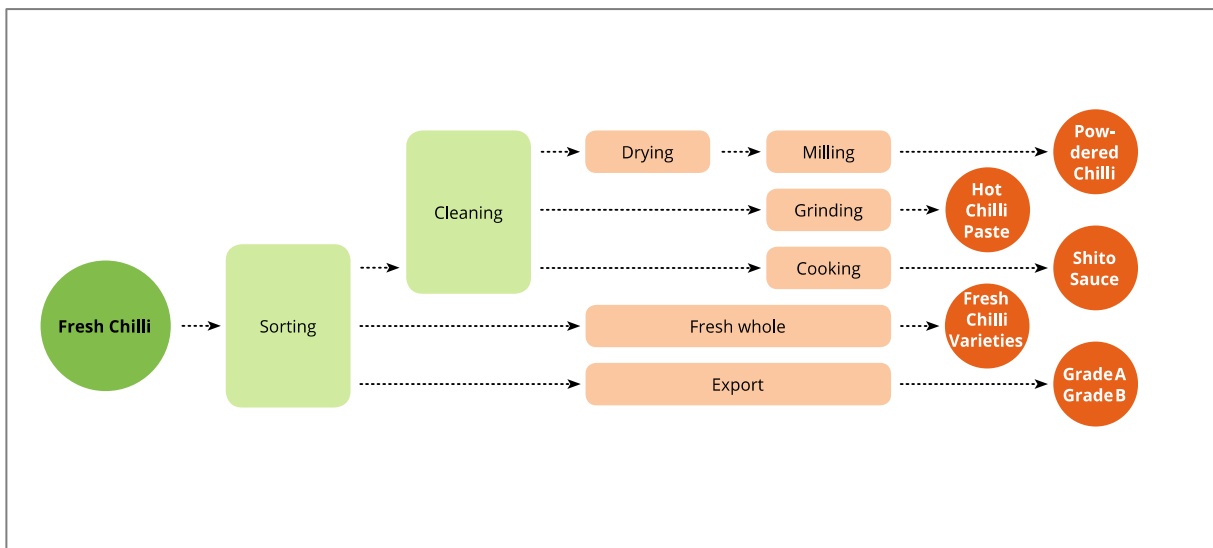 Fresh Chilli
Sorting
Cleaning
Drying
Milling
Pow-
dered
Chilli
Grinding
Hot
Chilli
Paste
Cooking
Shito
Sauce
Fresh whole
Fresh
Chilli
Varieties
Export
Grade A
Grade B